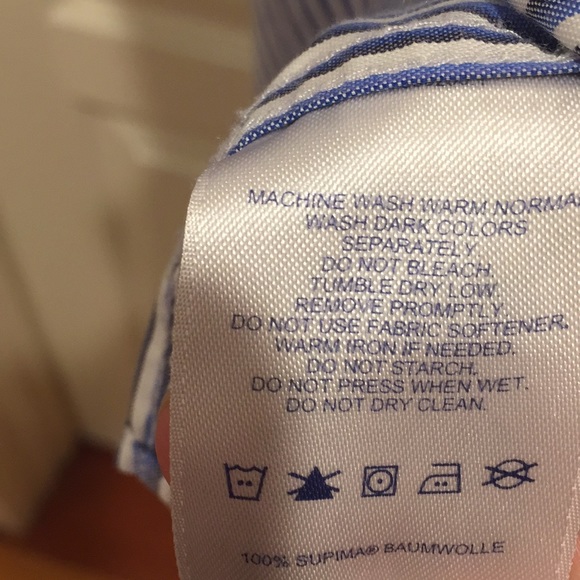 MACHINE WASH WARM NORMA
WASH DARK COLORS
SEPARATELY.
DO NOT BLEACH.
TUMBLE DRY LOW.
REMOVE PROMPTLY.
DO NOT USE FABRIC SOFTENER.
WARM IRON IF NEEDED.
DO NOT STARCH.
DO NOT PRESS WHEN WET.
DO NOT DRY CLEAN.
100% SUPIMA® BAUMWOLLE